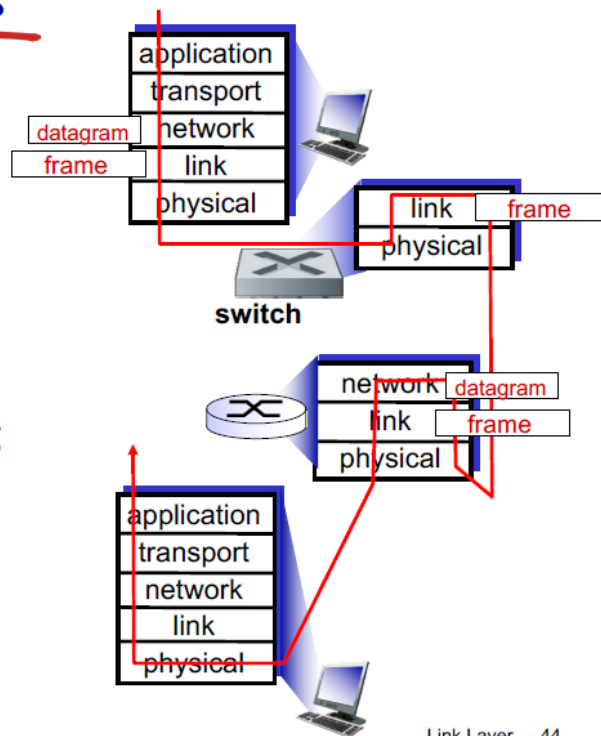 application
transport
datagram
network
frame
link
physical
link
frame
physical
switch
network
datagram
link
frame
physical
application
transport
network
link
physical
Link Layer 44